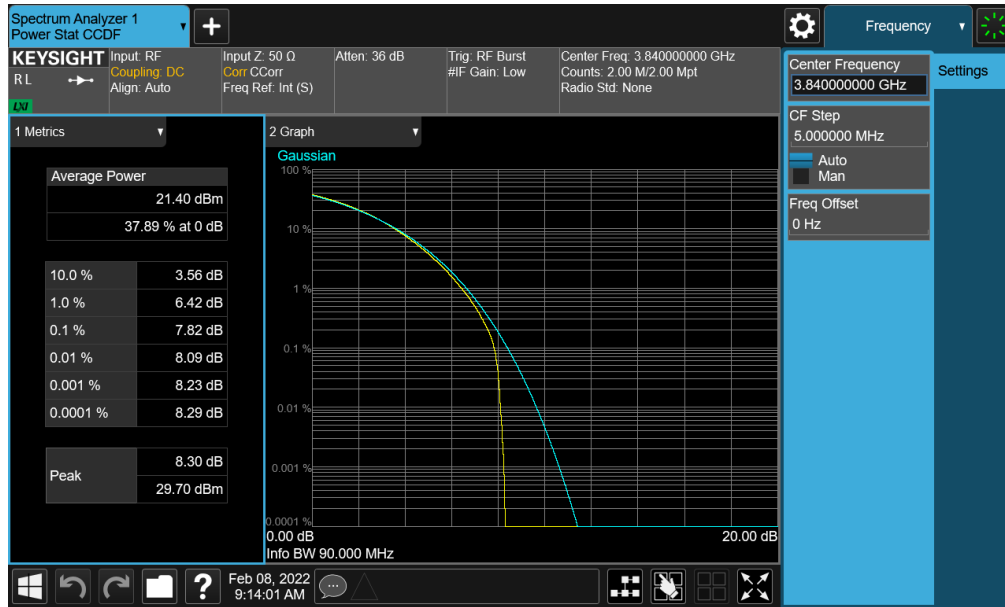 Spectrum Analyzer 1
Power Stat CCDF
+
Frequency
KEYSIGHT
R L
LXI
Input: RF
Coupling: DC
Align: Auto
Input Z: 50 Ω
Corr CCorr
Freq Ref: Int (S)
Atten: 36 dB
Trig: RF Burst
#IF Gain: Low
Center Freq: 3.840000000 GHz
Counts: 2.00 M/2.00 Mpt
Radio Std: None
Center Frequency
3.840000000 GHz
Settings
CF Step
5.000000 MHz
Auto
Man
Freq Offset
0 Hz
1 Metrics
Average Power
21.40 dBm
37.89 % at 0 dB
10.0 % 3.56 dB
1.0 % 6.42 dB
0.1 % 7.82 dB
0.01 % 8.09 dB
0.001 % 8.23 dB
0.0001 % 8.29 dB
Peak
8.30 dB
29.70 dBm
2 Graph
Gaussian
100 %
10 %
1 %
0.1 %
0.01 %
0.001 %
0.0001 %
0.00 dB 20.00 dB
Info BW 90.000 MHz
?
Feb 08, 2022
9:14:01 AM